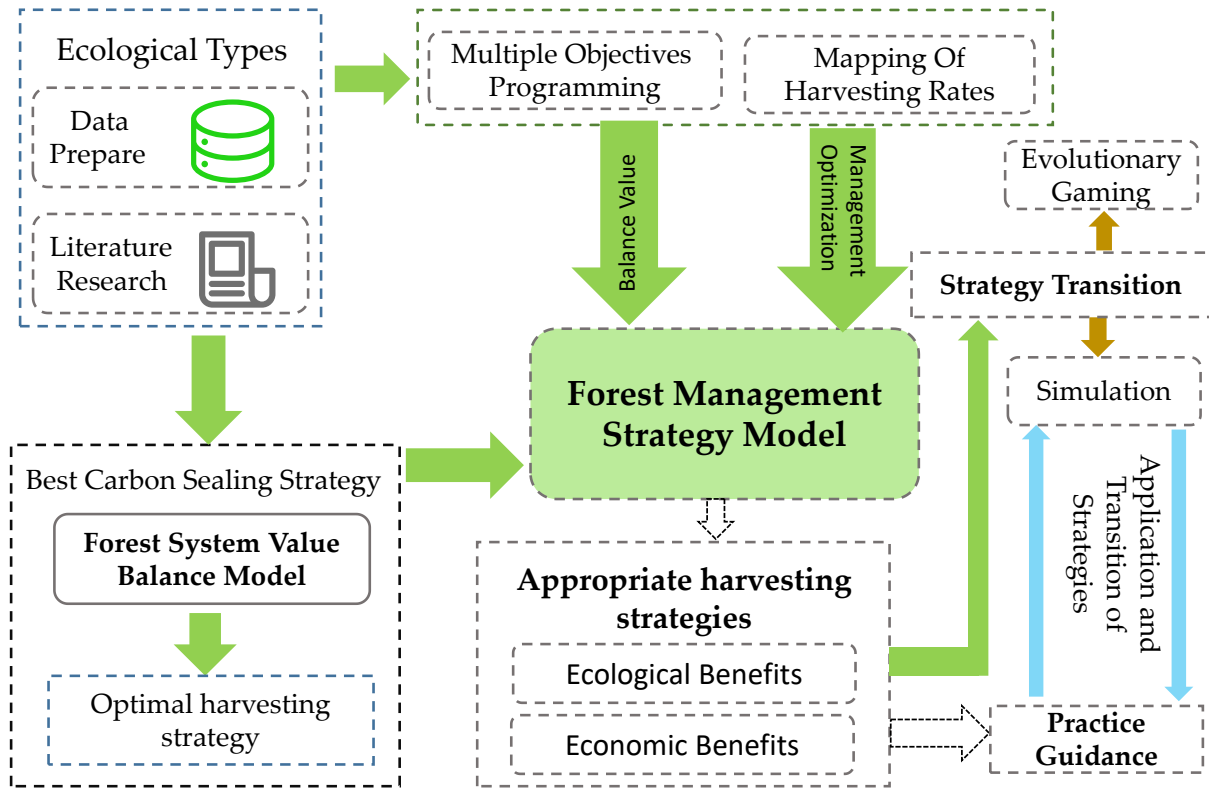 Ecological Types
Data
Prepare
Literature
Research
Multiple Objectives
Programming
Mapping Of
Harvesting Rates
Balance Value
Management
Optimization
Evolutionary
Gaming
Strategy Transition
Simulation
Forest Management
Strategy Model
Best Carbon Sealing Strategy
Forest System Value
Balance Model
Optimal harvesting
strategy
Appropriate harvesting
strategies
Ecological Benefits
Economic Benefits
Application and
Transition of
Strategies
Practice
Guidance